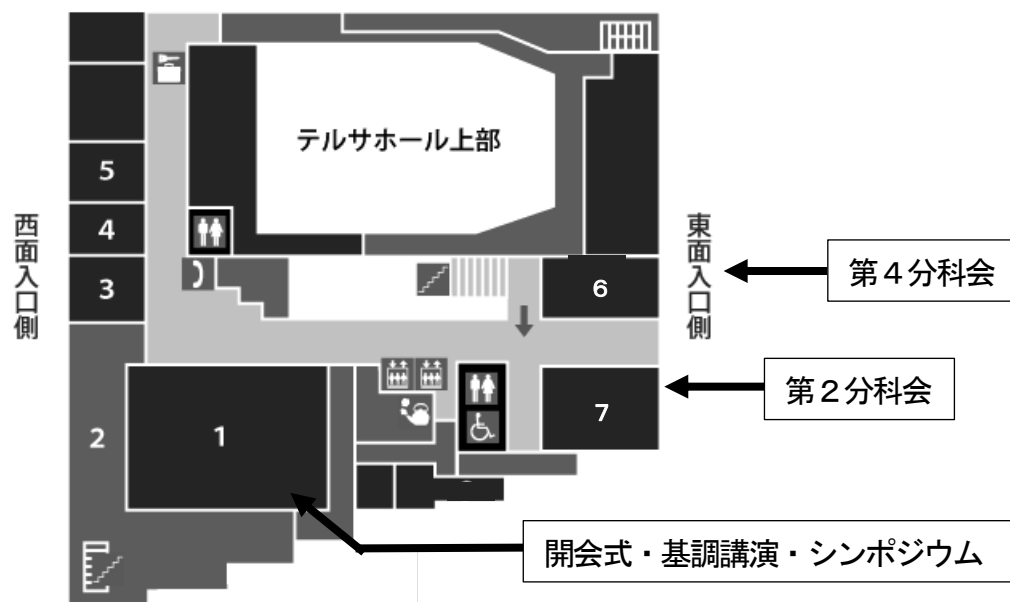 テルサホール上部
5
4
3
西面入口側
東面入口側
第４分科会
6
第２分科会
7
2
1
開会式・基調講演・シンポジウム